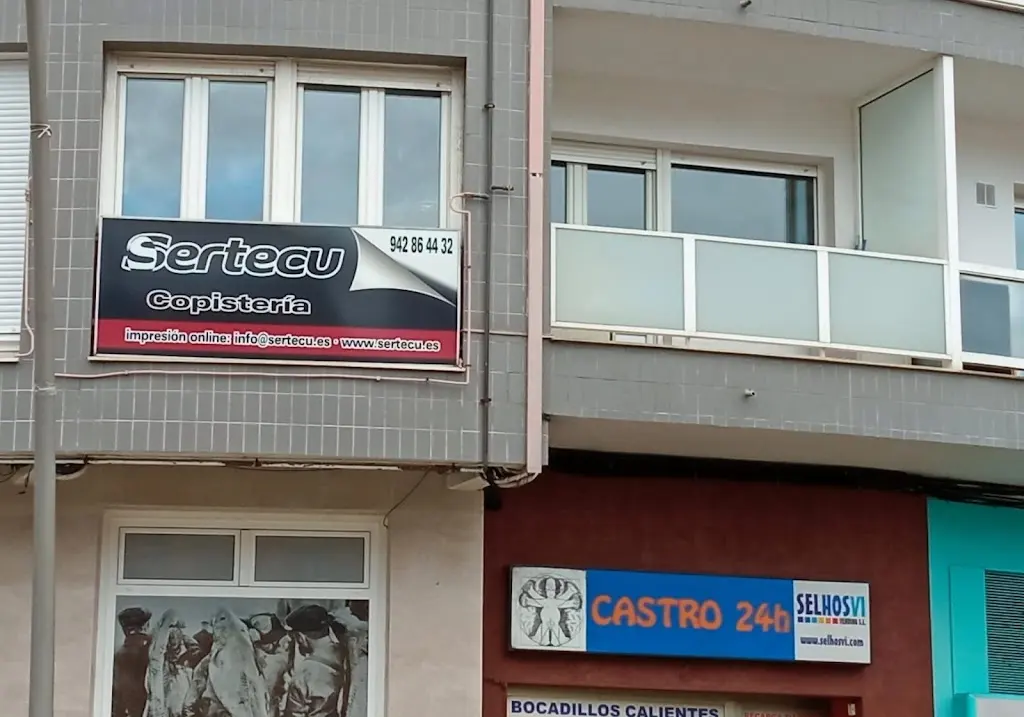 Sertecu
942 86 44 32
Copistería
impresión online: info@sertecu.es • www.sertecu.es
CASTRO 24h
SELHOSVI
www.selhosvi.com
BOCADILLOS CALIENTES